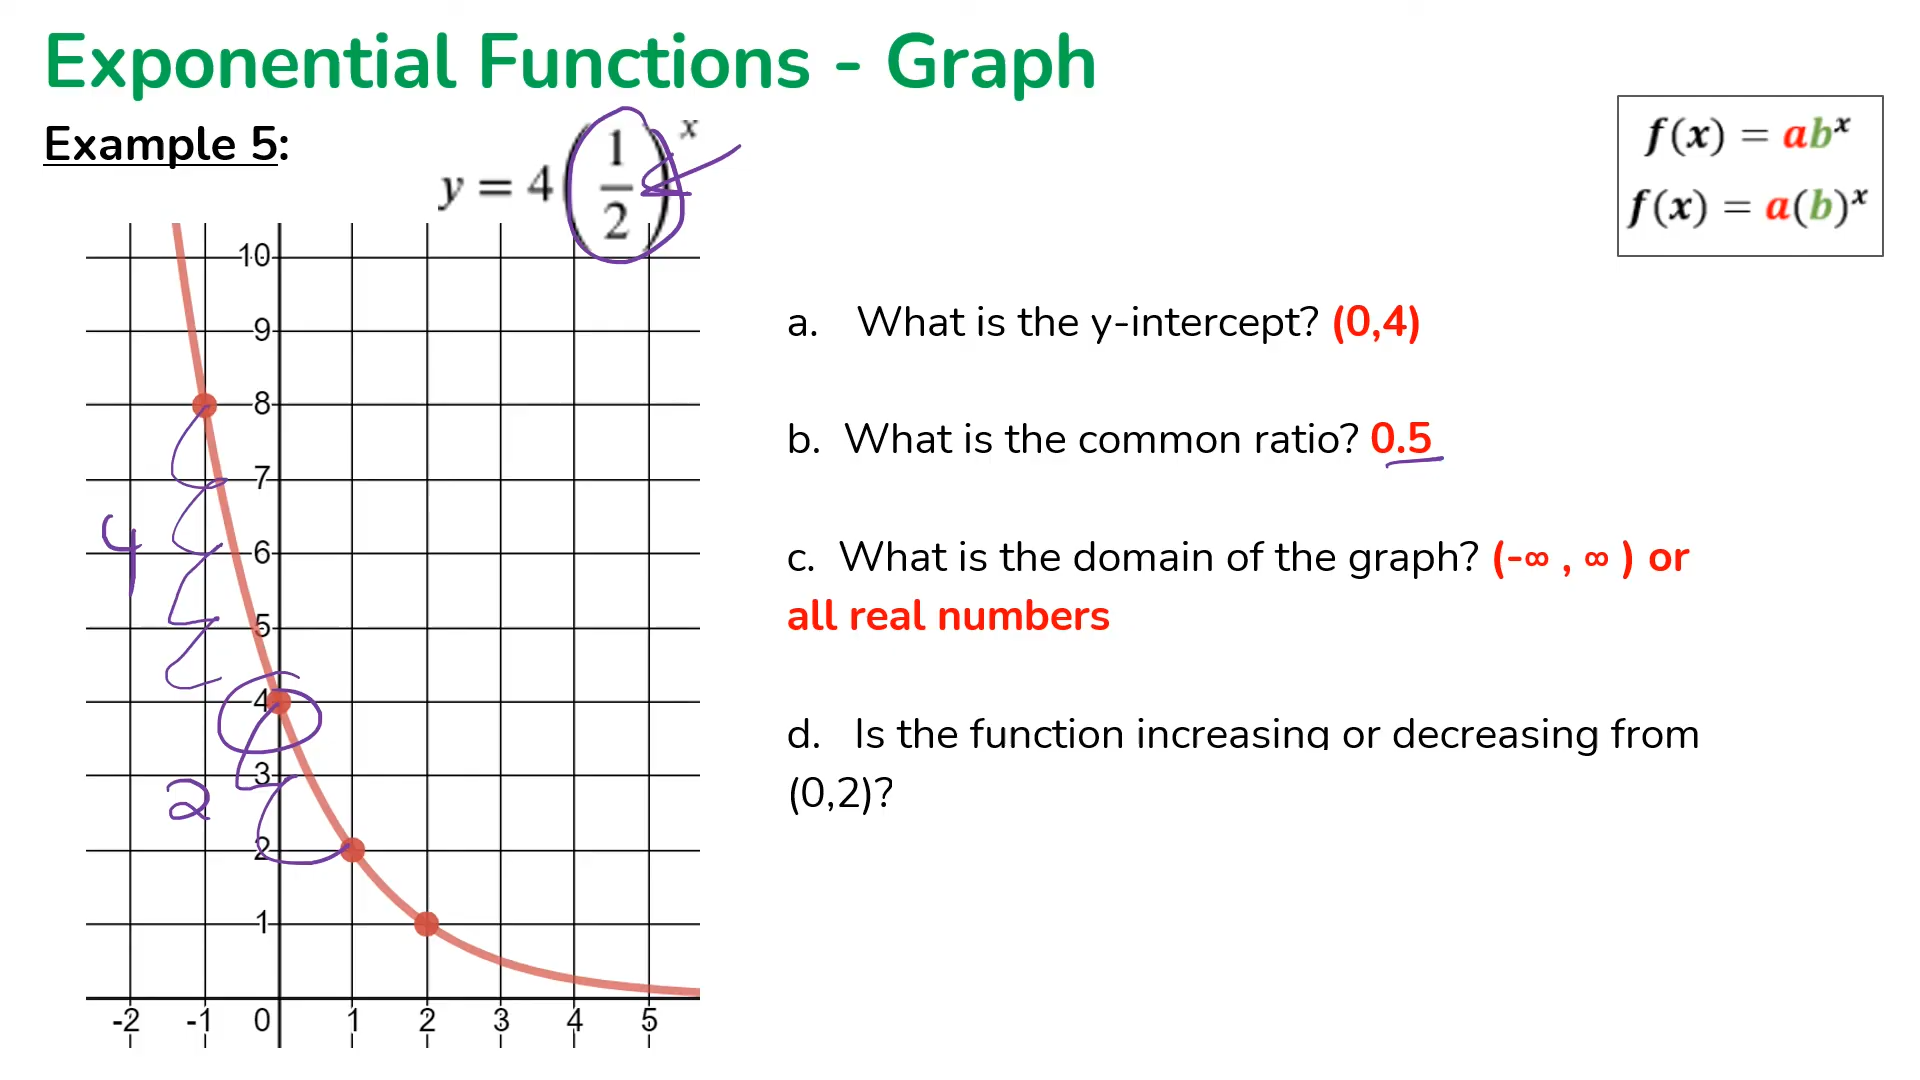 Exponential Functions - Graph
Example 5:
y = 4(1/2)^x
f(x) = ab^x
f(x) = a(b)^x
a. What is the y-intercept? (0,4)
b. What is the common ratio? 0.5
c. What is the domain of the graph? (-∞ , ∞ ) or
all real numbers
d. Is the function increasing or decreasing from
(0,2)?
10
9
8
7
6
5
4
3
2
1
4
2
-2 -1 0 1 2 3 4 5